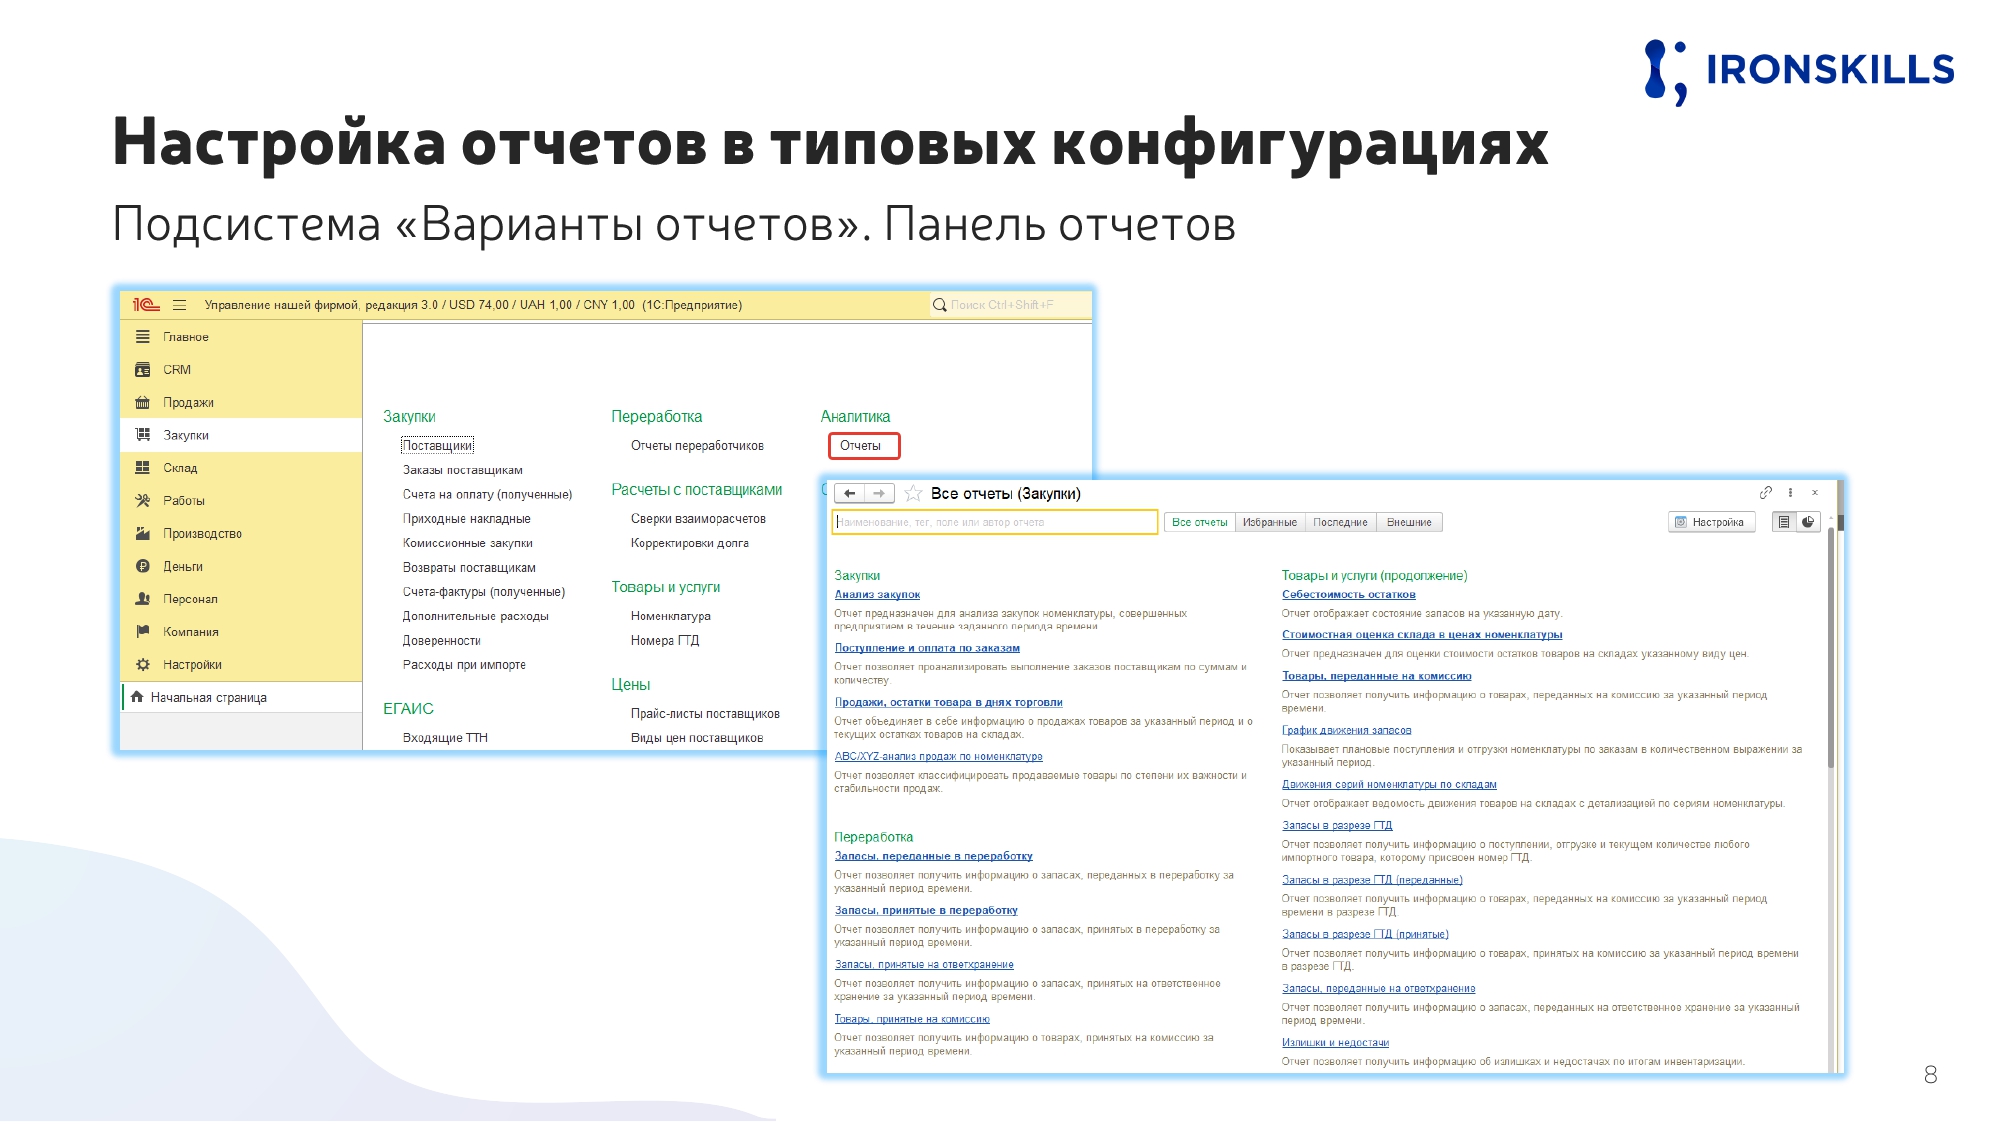 IRONSKILLS
Настройка отчетов в типовых конфигурациях
Подсистема «Варианты отчетов». Панель отчетов
1С Управление нашей фирмой, редакция 3.0 / USD 74,00 / UAH 1,00 / CNY 1,00 (1С:Предприятие)
Поиск Ctrl+Shift+F
Главное
CRM
Продажи
Закупки
Склад
Работы
Производство
Деньги
Персонал
Компания
Настройки
Начальная страница
Закупки
Поставщики
Заказы поставщикам
Счета на оплату (полученные)
Приходные накладные
Комиссионные закупки
Возвраты поставщикам
Счета-фактуры (полученные)
Дополнительные расходы
Доверенности
Расходы при импорте
ЕГАИС
Входящие ТТН
Переработка
Отчеты переработчиков
Расчеты с поставщиками
Сверки взаиморасчетов
Корректировки долга
Товары и услуги
Номенклатура
Номера ГТД
Цены
Прайс-листы поставщиков
Виды цен поставщиков
Аналитика
Отчеты
Все отчеты (Закупки)
Наименование, тег, поле или автор отчета
Все отчеты
Избранные
Последние
Внешние
Настройка
Закупки
Анализ закупок
Отчет предназначен для анализа закупок номенклатуры, совершенных
предприятием в течение заданного периода времени.
Поступление и оплата по заказам
Отчет позволяет проанализировать выполнение заказов поставщикам по суммам и
количеству.
Продажи, остатки товара в днях торговли
Отчет объединяет в себе информацию о продажах товаров за указанный период и о
текущих остатках товаров на складах.
ABC/XYZ-анализ продаж по номенклатуре
Отчет позволяет классифицировать продаваемые товары по степени их важности и
стабильности продаж.
Переработка
Запасы, переданные в переработку
Отчет позволяет получить информацию о запасах, переданных в переработку за
указанный период времени.
Запасы, принятые в переработку
Отчет позволяет получить информацию о запасах, принятых в переработку за
указанный период времени.
Запасы, принятые на ответхранение
Отчет позволяет получить информацию о запасах, принятых на ответственное
хранение за указанный период времени.
Товары, принятые на комиссию
Отчет позволяет получить информацию о товарах, принятых на комиссию за
указанный период времени.
Товары и услуги (продолжение)
Себестоимость остатков
Отчет отображает состояние запасов на указанную дату.
Стоимостная оценка склада в ценах номенклатуры
Отчет предназначен для оценки стоимости остатков товаров на складах указанному виду цен.
Товары, переданные на комиссию
Отчет позволяет получить информацию о товарах, переданных на комиссию за указанный период
времени.
График движения запасов
Показывает плановые поступления и отгрузки номенклатуры по заказам в количественном выражении за
указанный период.
Движения серий номенклатуры по складам
Отчет отображает ведомость движения товаров на складах с детализацией по сериям номенклатуры.
Запасы в разрезе ГТД
Отчет позволяет получить информацию о поступлении, отгрузке и текущем количестве любого
импортного товара, которому присвоен номер ГТД.
Запасы в разрезе ГТД (переданные)
Отчет позволяет получить информацию о товарах, переданных на комиссию за указанный период
времени в разрезе ГТД.
Запасы в разрезе ГТД (принятые)
Отчет позволяет получить информацию о товарах, принятых на комиссию за указанный период времени
в разрезе ГТД.
Запасы, переданные на ответхранение
Отчет позволяет получить информацию о запасах, переданных на ответственное хранение за указанный
период времени.
Излишки и недостачи
Отчет позволяет получить информацию об излишках и недостачах по итогам инвентаризации.
8